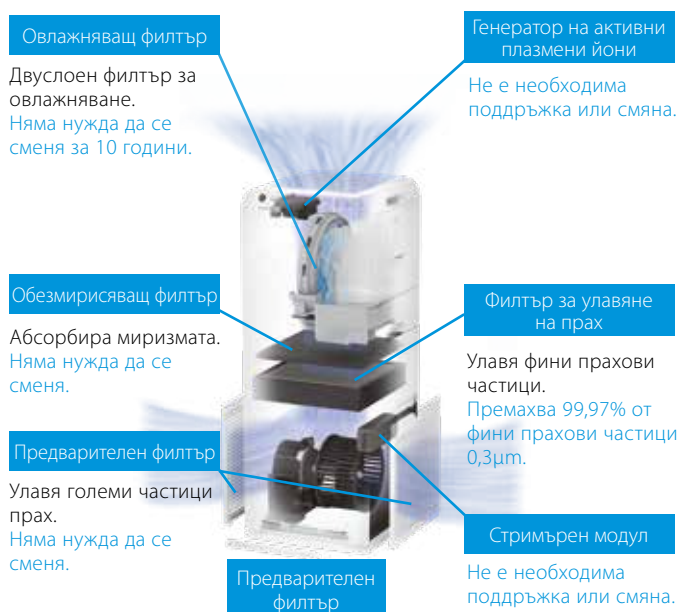 Овлажняващ филтър
Двуслоен филтър за
овлажняване.
Няма нужда да се
сменя за 10 години.
Генератор на активни
плазмени йони
Не е необходима
поддръжка или смяна.
Обезмирисяващ филтър
Абсорбира миризмата.
Няма нужда да се
сменя.
Филтър за улавяне
на прах
Улавя фини прахови
частици.
Премахва 99,97% от
фини прахови частици
0,3µm.
Предварителен филтър
Улавя големи частици
прах.
Няма нужда да се
сменя.
Стримърен модул
Не е необходима
поддръжка или смяна.
Предварителен
филтър